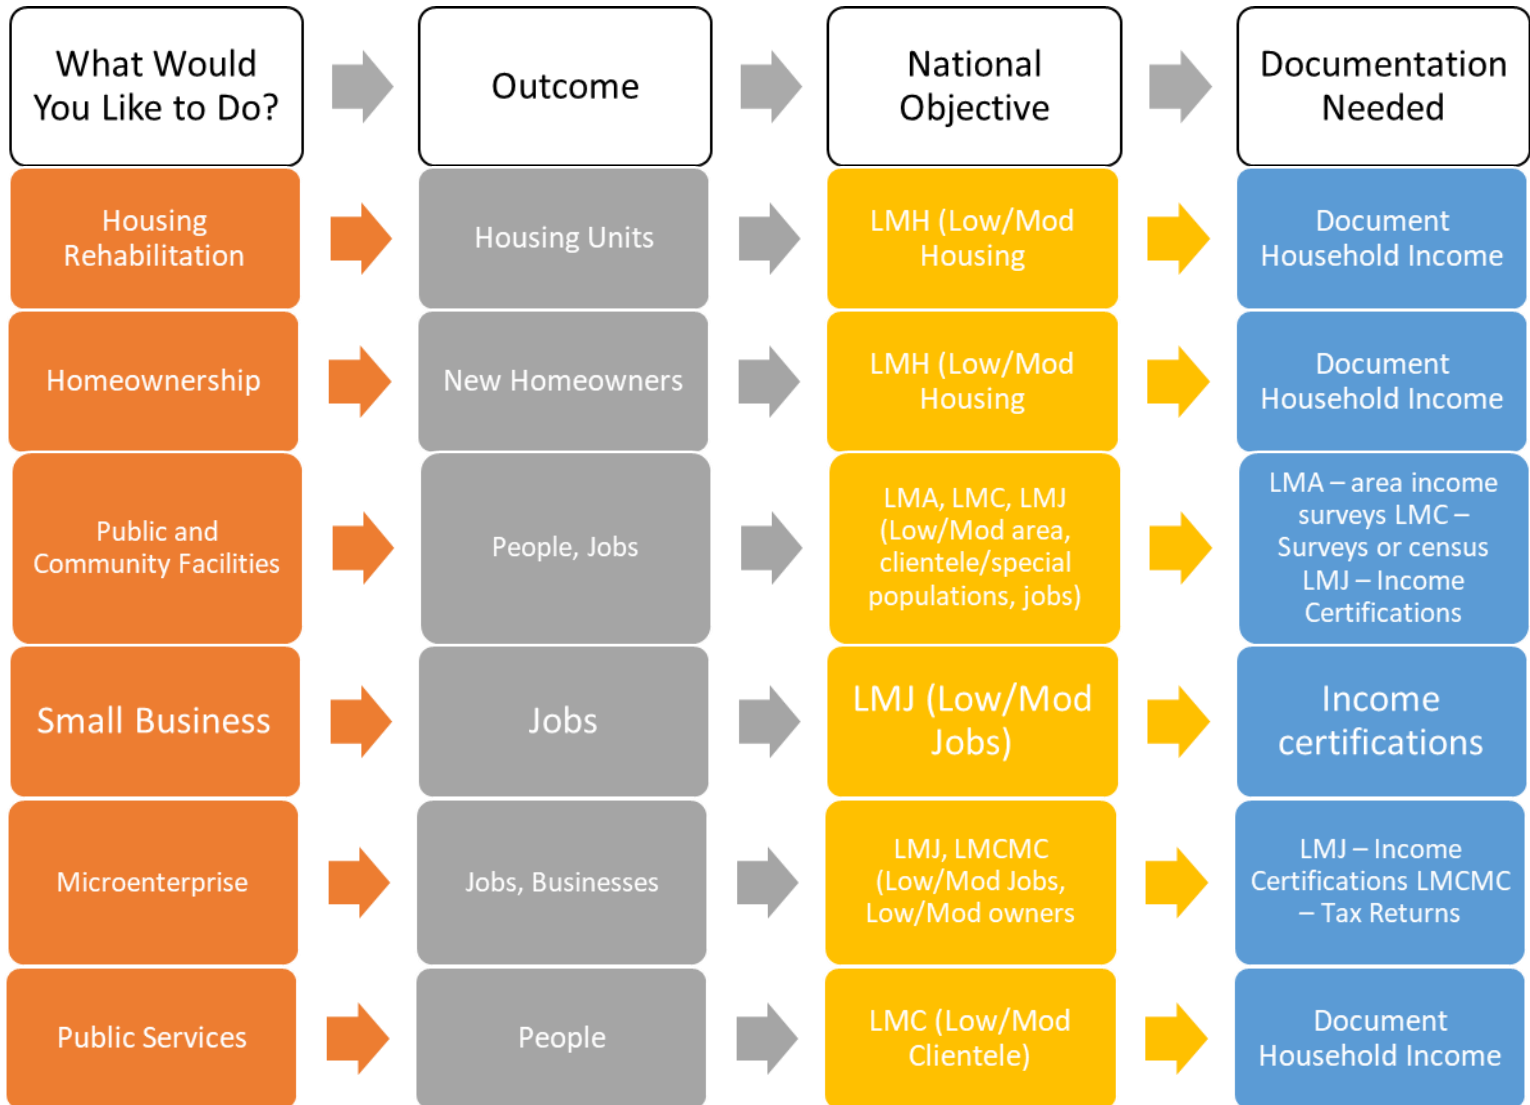 What Would
You Like to Do?
Outcome
National
Objective
Documentation
Needed
Housing
Rehabilitation
Housing Units
LMH (Low/Mod
Housing
Document
Household Income
Homeownership
New Homeowners
LMH (Low/Mod
Housing
Document
Household Income
Public and
Community Facilities
People, Jobs
LMA, LMC, LMJ
(Low/Mod area,
clientele/special
populations, jobs)
LMA – area income
surveys LMC –
Surveys or census
LMJ – Income
Certifications
Small Business
Jobs
LMJ (Low/Mod
Jobs)
Income
certifications
Microenterprise
Jobs, Businesses
LMJ, LMCMC
(Low/Mod Jobs,
Low/Mod owners
LMJ – Income
Certifications LMCMC
– Tax Returns
Public Services
People
LMC (Low/Mod
Clientele)
Document
Household Income